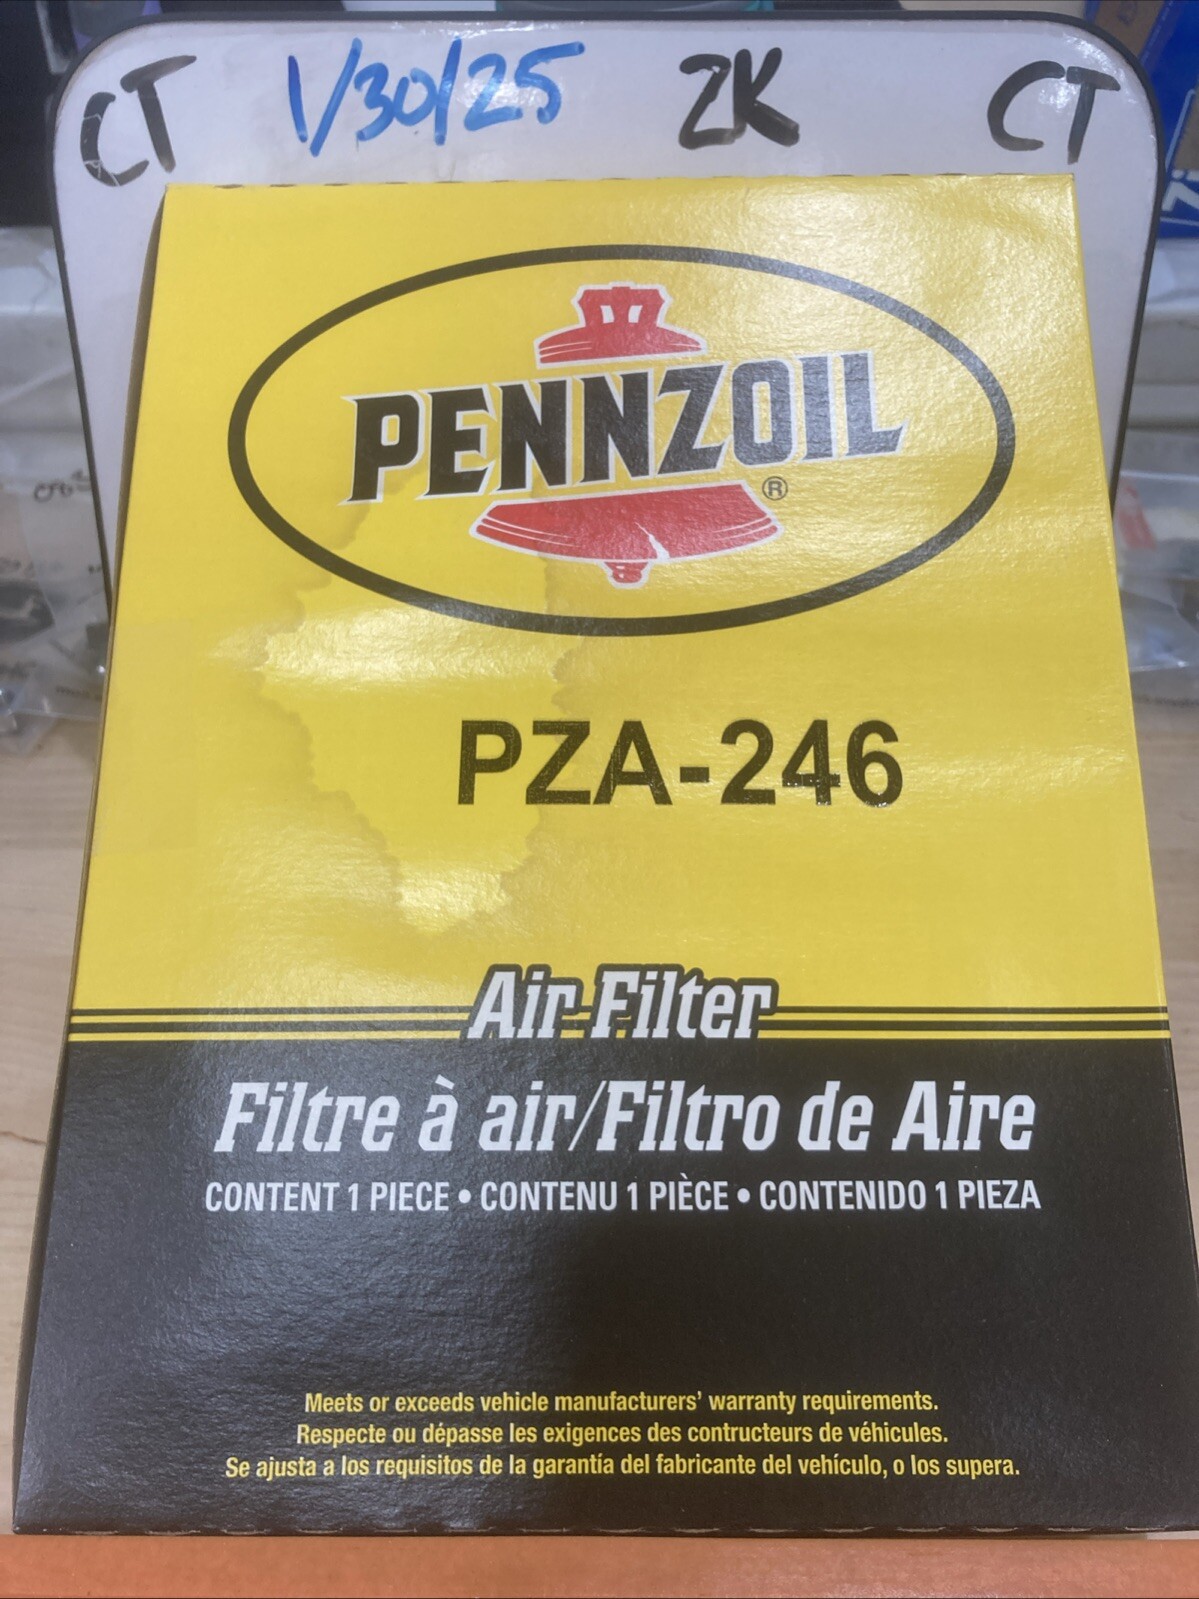 CT 1/30/25 ZK CT
PENNZOIL
®
PZA-246
Air Filter
Filtre à air/Filtro de Aire
CONTENT 1 PIECE • CONTENU 1 PIÈCE • CONTENIDO 1 PIEZA
Meets or exceeds vehicle manufacturers’ warranty requirements.
Respecte ou dépasse les exigences des contructeurs de véhicules.
Se ajusta a los requisitos de la garantía del fabricante del vehículo, o los supera.